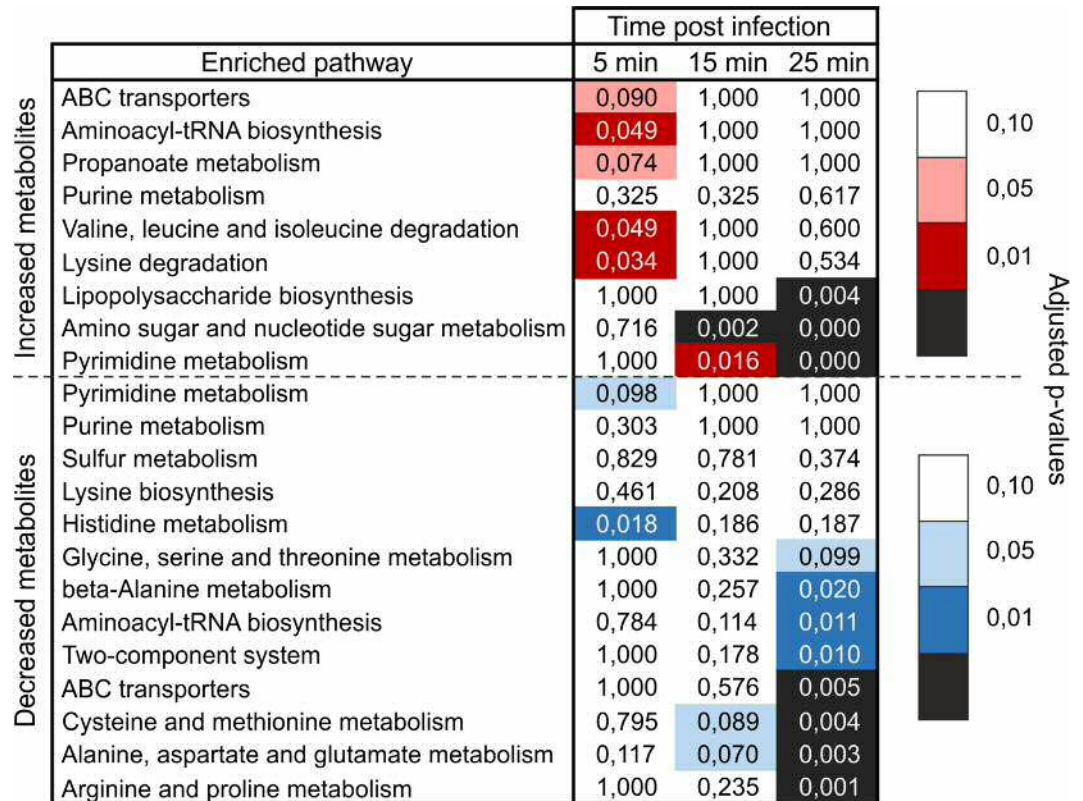 Time post infection
Enriched pathway 5 min 15 min 25 min
Increased metabolites
ABC transporters 0,090 1,000 1,000
Aminoacyl-tRNA biosynthesis 0,049 1,000 1,000
Propanoate metabolism 0,074 1,000 1,000
Purine metabolism 0,325 0,325 0,617
Valine, leucine and isoleucine degradation 0,049 1,000 0,600
Lysine degradation 0,034 1,000 0,534
Lipopolysaccharide biosynthesis 1,000 1,000 0,004
Amino sugar and nucleotide sugar metabolism 0,716 0,002 0,000
Pyrimidine metabolism 1,000 0,016 0,000
Decreased metabolites
Pyrimidine metabolism 0,098 1,000 1,000
Purine metabolism 0,303 1,000 1,000
Sulfur metabolism 0,829 0,781 0,374
Lysine biosynthesis 0,461 0,208 0,286
Histidine metabolism 0,018 0,186 0,187
Glycine, serine and threonine metabolism 1,000 0,332 0,099
beta-Alanine metabolism 1,000 0,257 0,020
Aminoacyl-tRNA biosynthesis 0,784 0,114 0,011
Two-component system 1,000 0,178 0,010
ABC transporters 1,000 0,576 0,005
Cysteine and methionine metabolism 0,795 0,089 0,004
Alanine, aspartate and glutamate metabolism 0,117 0,070 0,003
Arginine and proline metabolism 1,000 0,235 0,001
0,10
0,05
0,01
0,10
0,05
0,01
Adjusted p-values